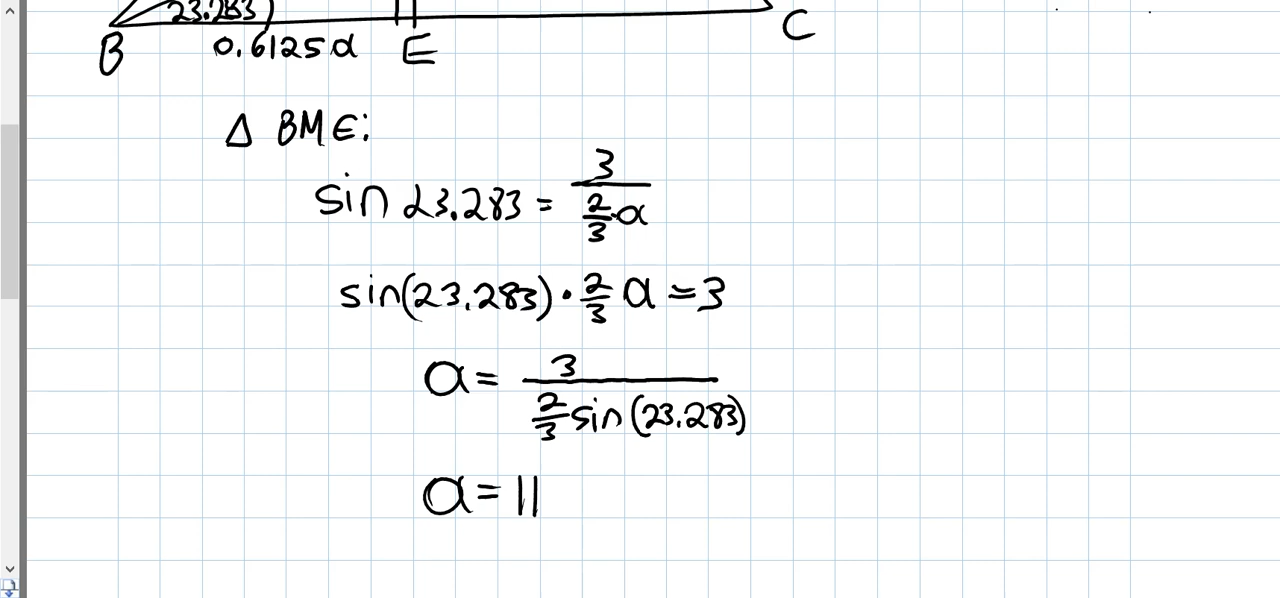 23.283
B 0.6125a E C
Δ BME:
sin 23.283 = 3 / (2/3 · a)
sin(23.283) · 2/3 a = 3
a = 3 / (2/3 sin(23.283))
a = 11